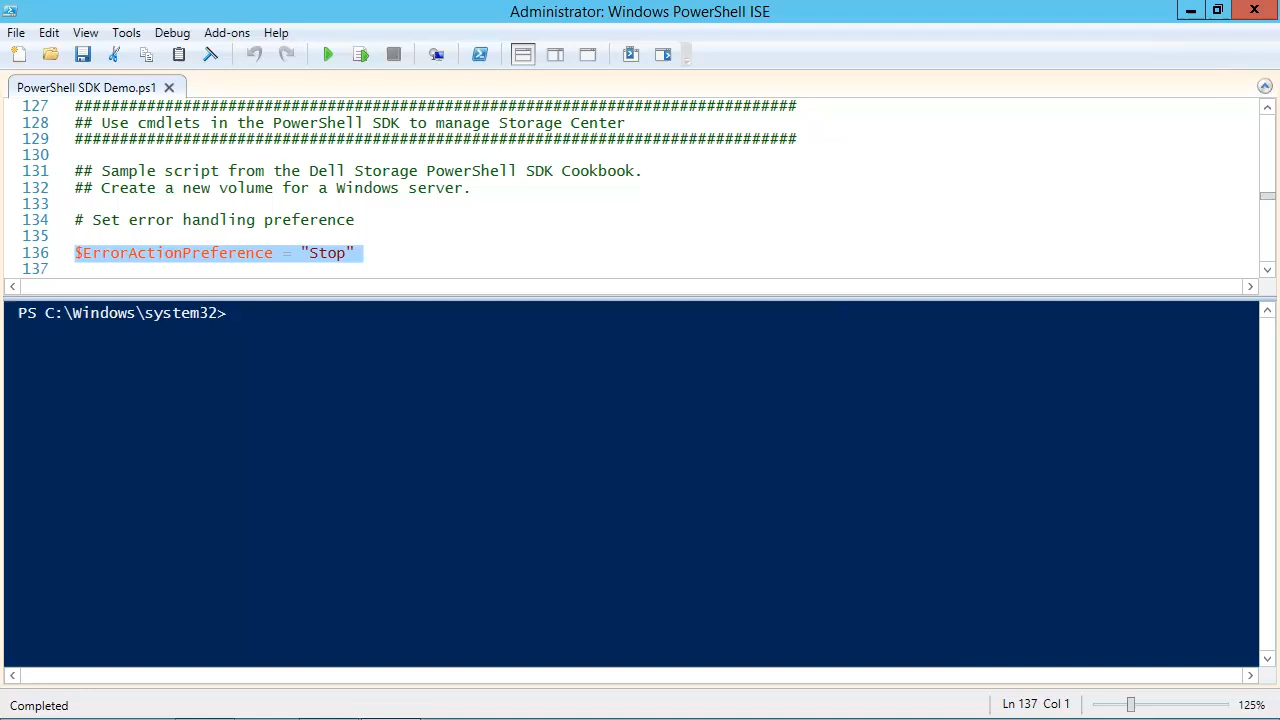 Administrator: Windows PowerShell ISE
File Edit View Tools Debug Add-ons Help
PowerShell SDK Demo.ps1
127 ################################################################################
128 ## Use cmdlets in the PowerShell SDK to manage Storage Center
129 ################################################################################
130
131 ## Sample script from the Dell Storage PowerShell SDK Cookbook.
132 ## Create a new volume for a Windows server.
133
134 # Set error handling preference
135
136 $ErrorActionPreference = "Stop"
137
PS C:\Windows\system32>
Completed
Ln 137 Col 1
125%